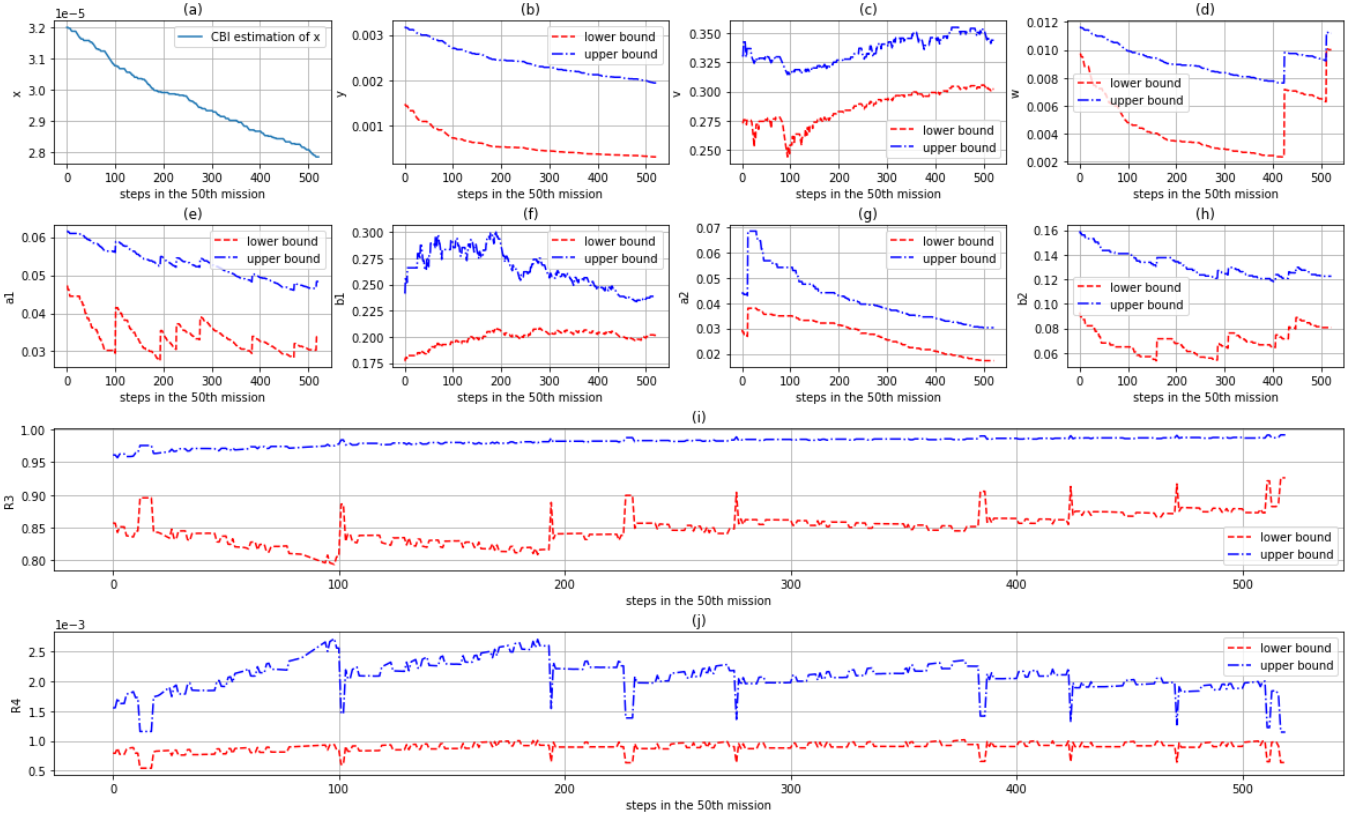 (a)
1e−5
3.2
3.1
3.0
2.9
2.8
x
CBI estimation of x
0 100 200 300 400 500
steps in the 50th mission
(b)
0.003
0.002
0.001
y
lower bound
upper bound
0 100 200 300 400 500
steps in the 50th mission
(c)
0.350
0.325
0.300
0.275
0.250
v
lower bound
upper bound
0 100 200 300 400 500
steps in the 50th mission
(d)
0.012
0.010
0.008
0.006
0.004
0.002
w
lower bound
upper bound
0 100 200 300 400 500
steps in the 50th mission
(e)
0.06
0.05
0.04
0.03
a1
lower bound
upper bound
0 100 200 300 400 500
steps in the 50th mission
(f)
0.300
0.275
0.250
0.225
0.200
0.175
b1
lower bound
upper bound
0 100 200 300 400 500
steps in the 50th mission
(g)
0.07
0.06
0.05
0.04
0.03
0.02
a2
lower bound
upper bound
0 100 200 300 400 500
steps in the 50th mission
(h)
0.16
0.14
0.12
0.10
0.08
0.06
b2
lower bound
upper bound
0 100 200 300 400 500
steps in the 50th mission
(i)
1.00
0.95
0.90
0.85
0.80
R3
lower bound
upper bound
0 100 200 300 400 500
steps in the 50th mission
(j)
1e−3
2.5
2.0
1.5
1.0
0.5
R4
lower bound
upper bound
0 100 200 300 400 500
steps in the 50th mission